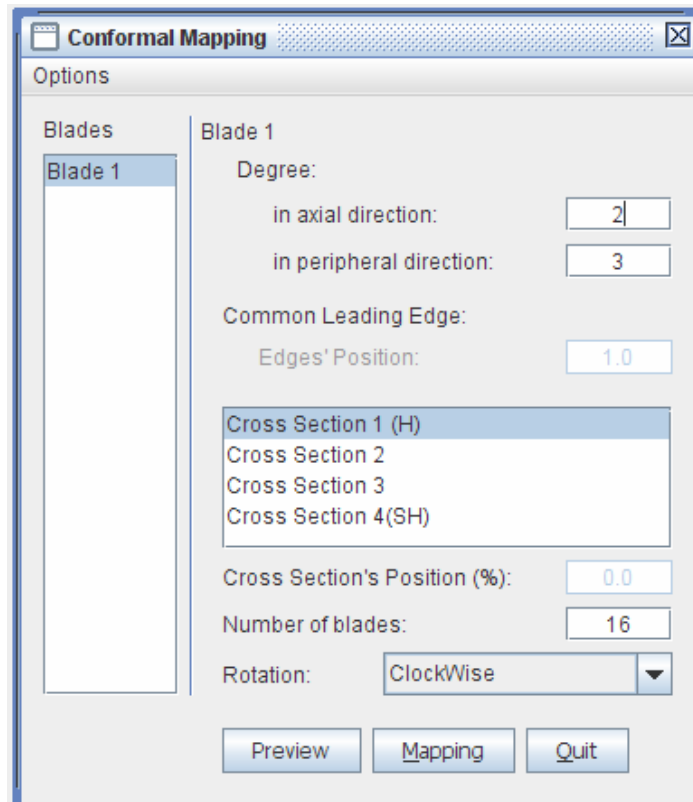 Conformal Mapping
Options
Blades
Blade 1
Blade 1
Degree:
in axial direction: 2
in peripheral direction: 3
Common Leading Edge:
Edges' Position: 1.0
Cross Section 1 (H)
Cross Section 2
Cross Section 3
Cross Section 4(SH)
Cross Section's Position (%): 0.0
Number of blades: 16
Rotation: ClockWise
Preview Mapping Quit